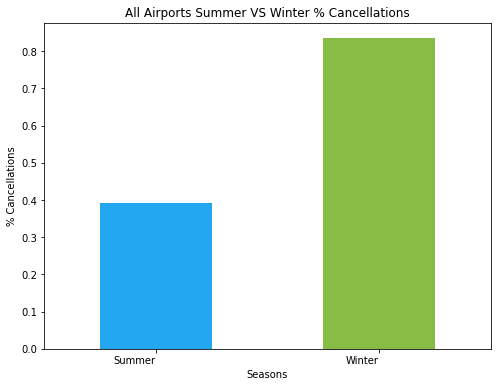 All Airports Summer VS Winter % Cancellations
% Cancellations
0.8
0.7
0.6
0.5
0.4
0.3
0.2
0.1
0.0
Summer
Winter
Seasons